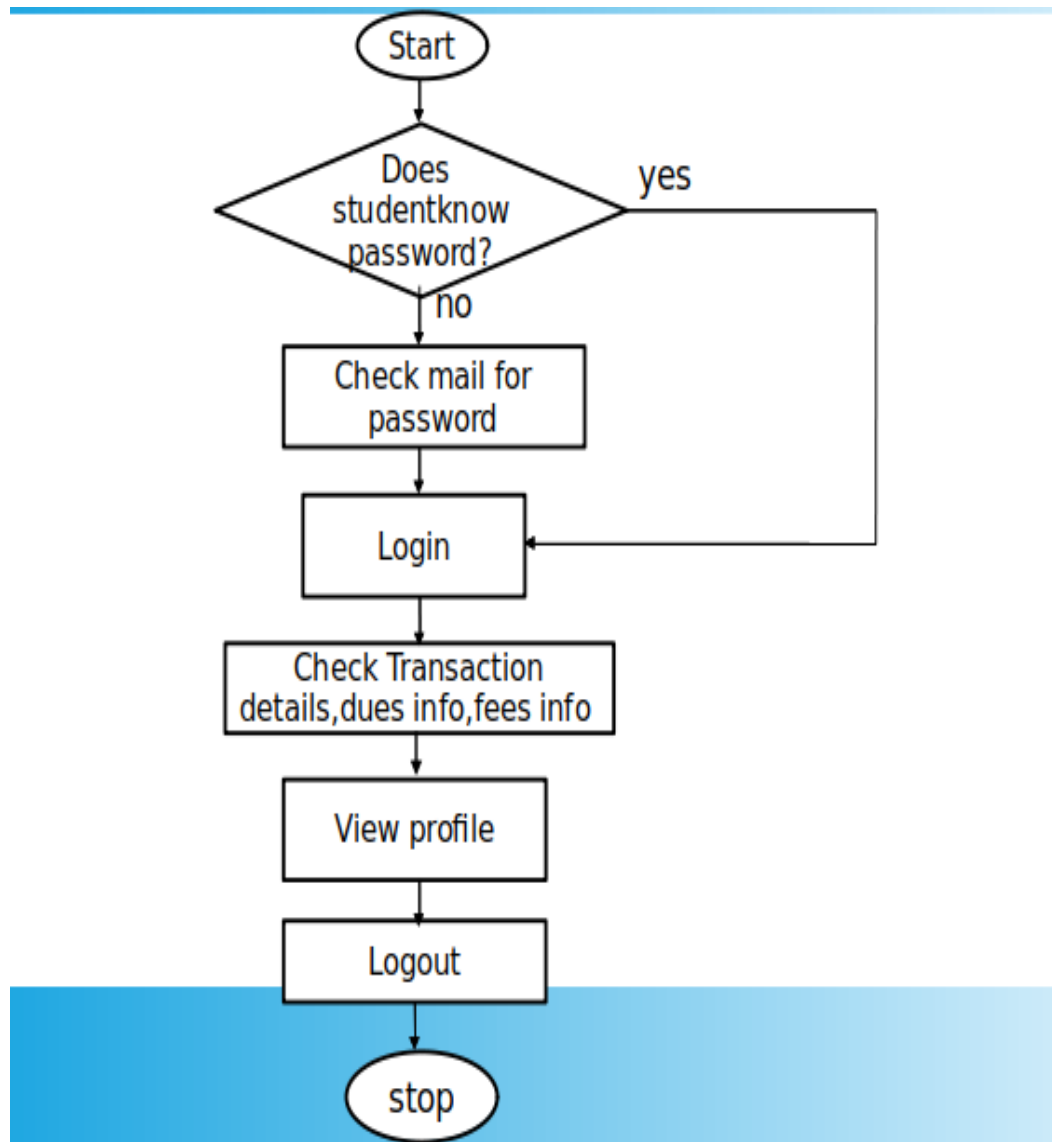 Start
Does
studentknow
password?
yes
no
Check mail for
password
Login
Check Transaction
details,dues info,fees info
View profile
Logout
stop